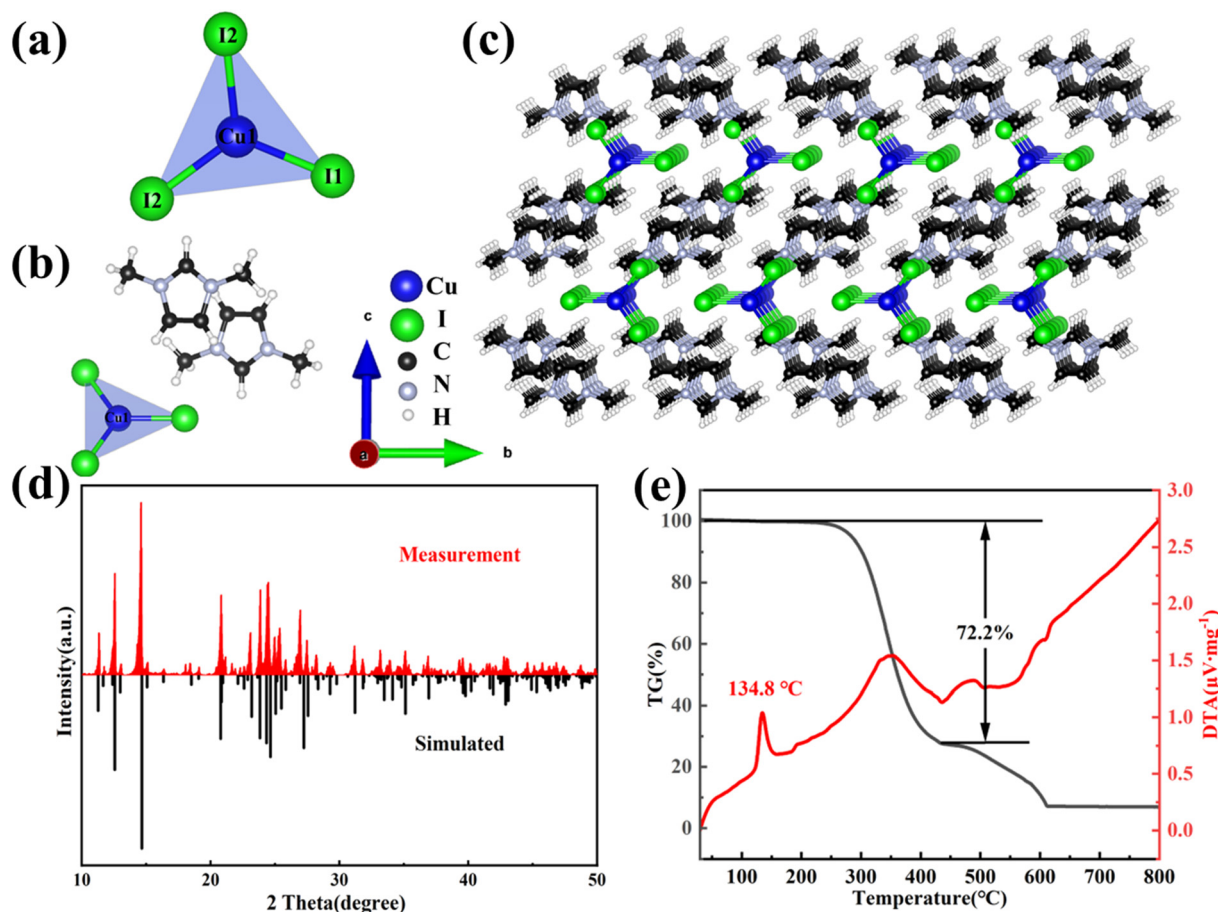 (a)
I2
Cu1
I2
I1
(b)
Cu1
c
a
b
Cu
I
C
N
H
(c)
(d)
Measurement
Simulated
Intensity(a.u.)
10
20
30
40
50
2 Theta(degree)
(e)
134.8 °C
72.2%
TG(%)
100
80
60
40
20
0
DTA(μV·mg⁻¹)
3.0
2.5
2.0
1.5
1.0
0.5
0.0
100
200
300
400
500
600
700
800
Temperature(°C)